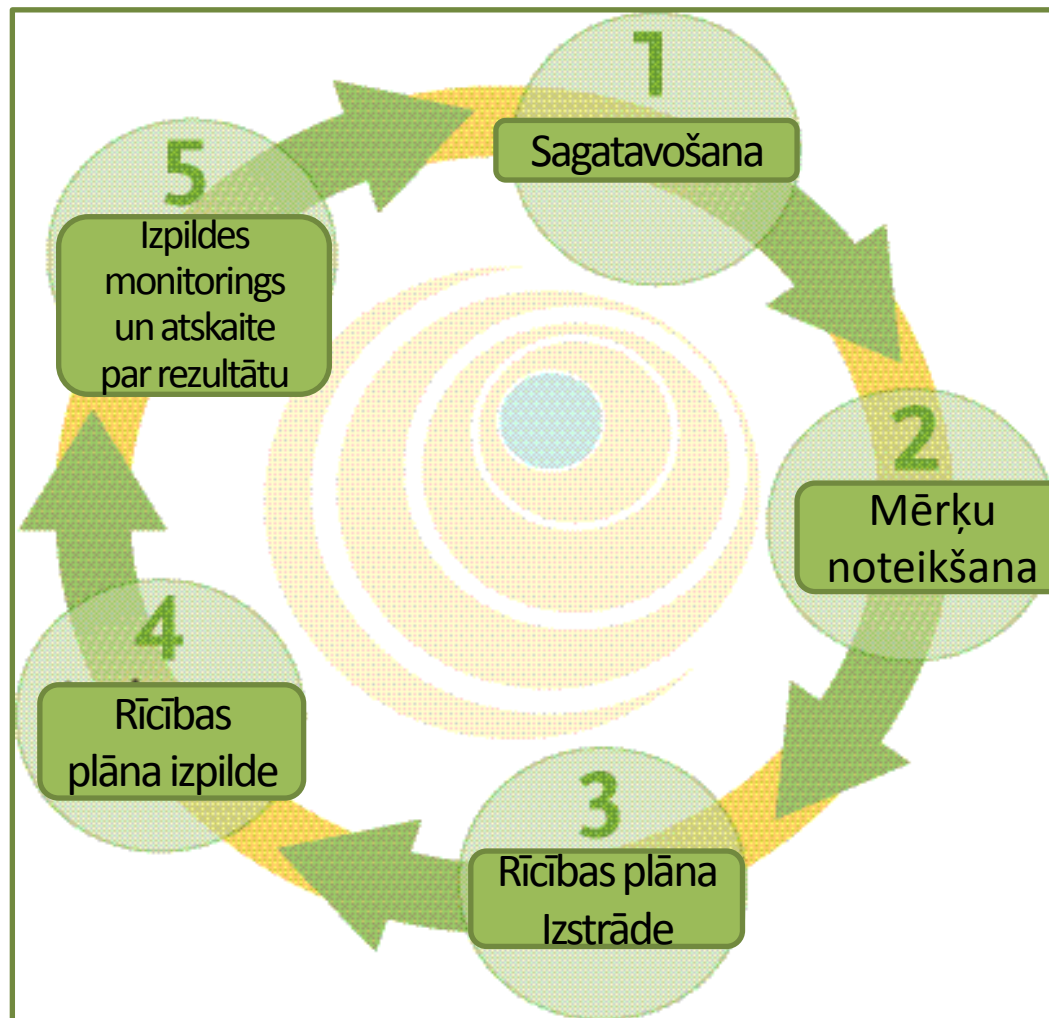 1
Sagatavošana
2
Mērķu
noteikšana
3
Rīcības plāna
Izstrāde
4
Rīcības
plāna izpilde
5
Izpildes
monitorings
un atskaite
par rezultātu